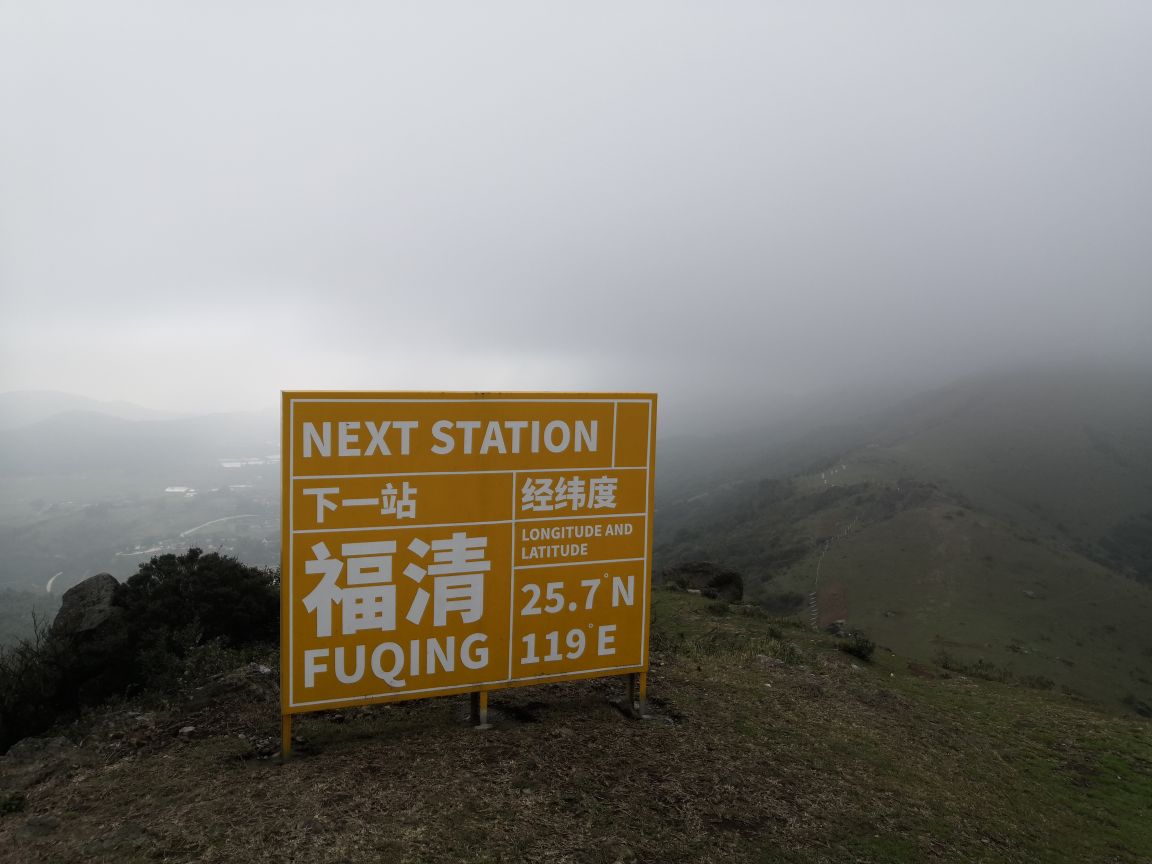 NEXT STATION
下一站
福清
FUQING
经纬度
LONGITUDE AND
LATITUDE
25.7°N
119°E